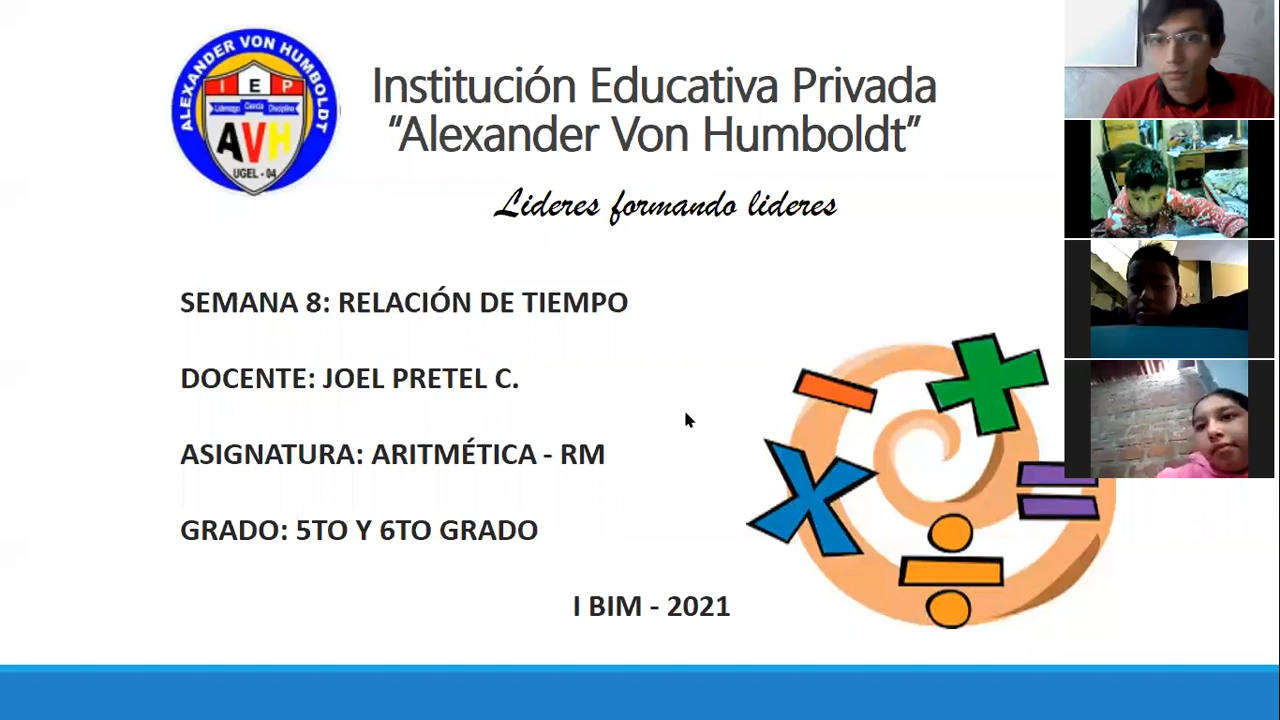 ALEXANDER VON HUMBOLDT
I E P
Liderazgo Ciencia Disciplina
AVH
UGEL - 04
Institución Educativa Privada
“Alexander Von Humboldt”
Lideres formando lideres
SEMANA 8: RELACIÓN DE TIEMPO
DOCENTE: JOEL PRETEL C.
ASIGNATURA: ARITMÉTICA - RM
GRADO: 5TO Y 6TO GRADO
I BIM - 2021